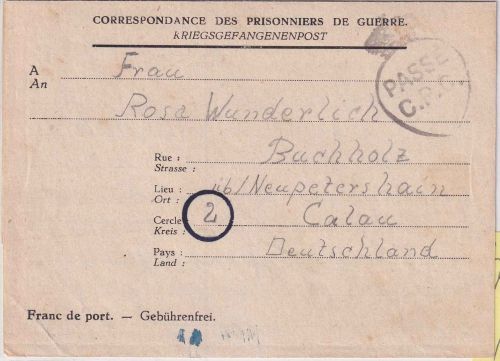 CORRESPONDANCE DES PRISONNIERS DE GUERRE.
KRIEGSGEFANGENENPOST
PASSE
A Frau
An
Rosa Wunderlich
Rue : Buchholz
Strasse :
Lieu : üb/Neupetershain
Ort :
Cercle : 2 Calau
Kreis :
Pays : Deutschland
Land :
Franc de port. — Gebührenfrei.